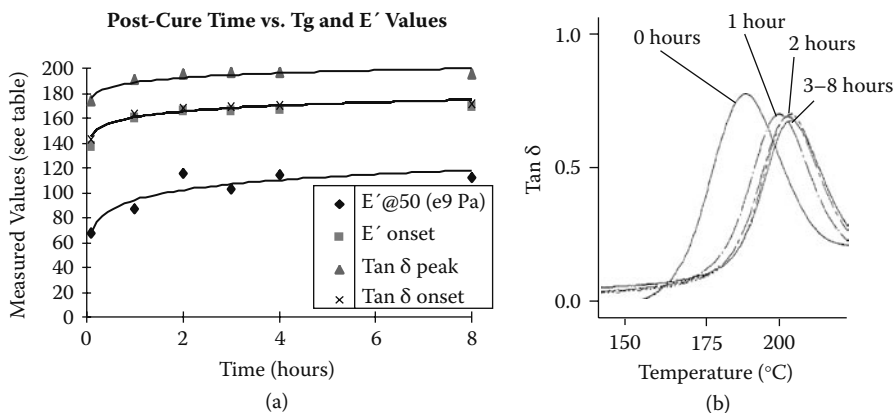 Post-Cure Time vs. Tg and E´ Values
Measured Values (see table)
200
180
160
140
120
100
80
60
40
20
0
0
2
4
6
8
Time (hours)
E´@50 (e9 Pa)
E´ onset
Tan δ peak
Tan δ onset
(a)
1.0
0.5
0.0
Tan δ
0 hours
1 hour
2 hours
3–8 hours
150
175
200
Temperature (°C)
(b)